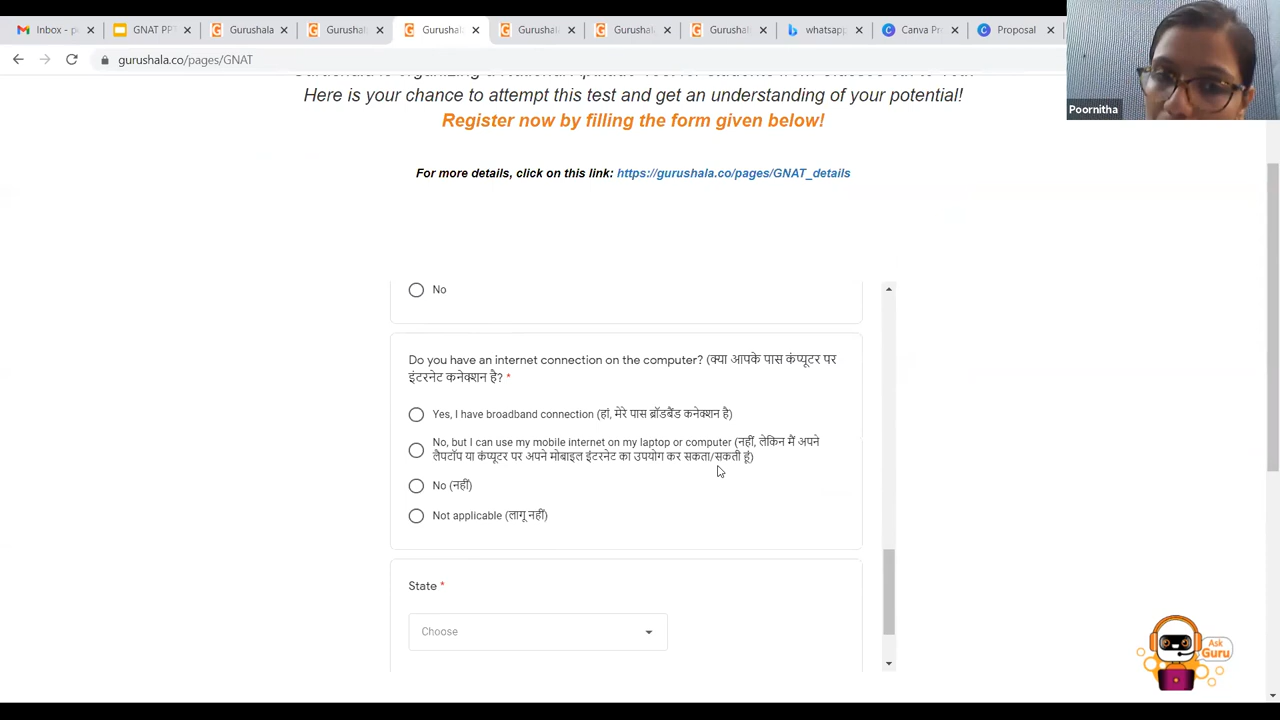 Inbox - p
GNAT PPT
Gurushala
Gurushal
Gurushal
Gurushal
Gurushal
Gurushal
whatsapp
Canva Pr
Proposal
gurushala.co/pages/GNAT
Poornitha
Here is your chance to attempt this test and get an understanding of your potential!
Register now by filling the form given below!
For more details, click on this link: https://gurushala.co/pages/GNAT_details
No
Do you have an internet connection on the computer? (क्या आपके पास कंप्यूटर पर
इंटरनेट कनेक्शन है? *
Yes, I have broadband connection (हां, मेरे पास ब्रॉडबैंड कनेक्शन है)
No, but I can use my mobile internet on my laptop or computer (नहीं, लेकिन मैं अपने
लैपटॉप या कंप्यूटर पर अपने मोबाइल इंटरनेट का उपयोग कर सकता/सकती हूं)
No (नहीं)
Not applicable (लागू नहीं)
State *
Choose
Ask
Guru